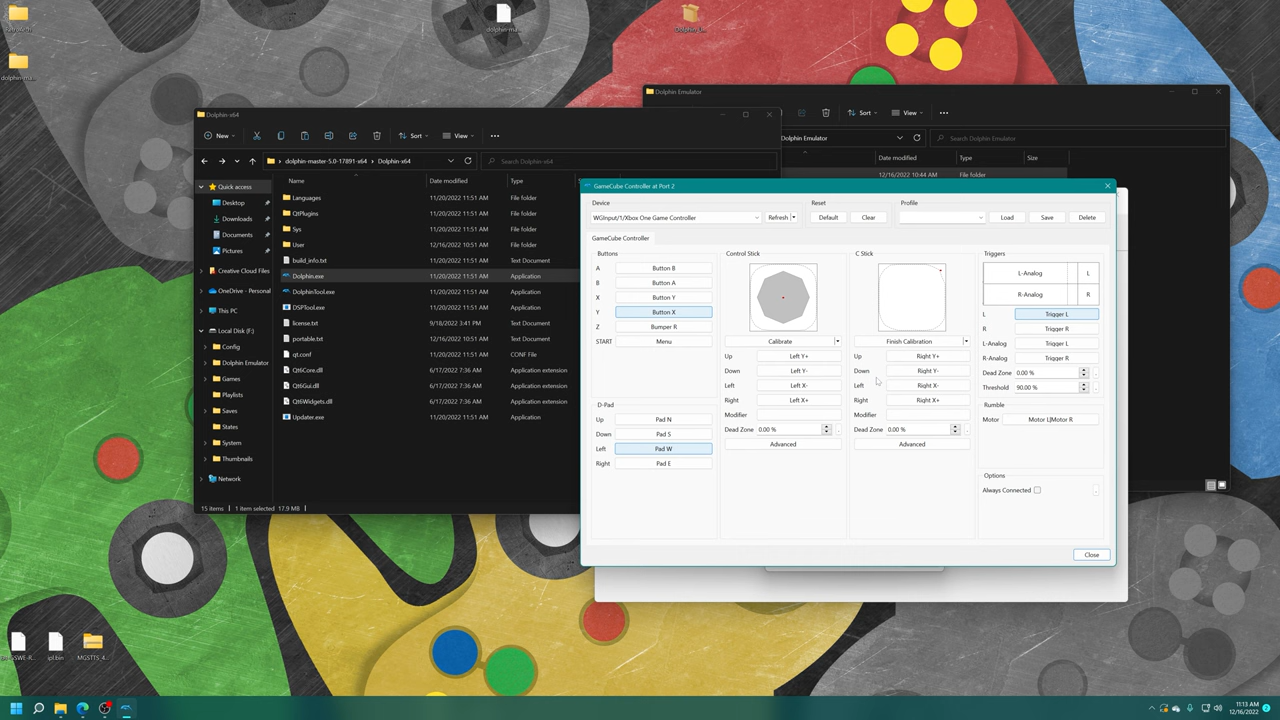 RetroArch
dolphin-ma...
dolphin-ma...
Dolphin-5....
Dolphin Emulator
Sort
View
Dolphin Emulator
Search Dolphin Emulator
Date modified
Type
Size
12/16/2022 10:44 AM
File folder
Dolphin-x64
New
Sort
View
dolphin-master-5.0-17891-x64
Dolphin-x64
Search Dolphin-x64
Name
Date modified
Type
Quick access
Desktop
Downloads
Documents
Pictures
Creative Cloud Files
OneDrive - Personal
This PC
Local Disk (F:)
Config
Dolphin Emulator
Games
Playlists
Saves
States
System
Thumbnails
Network
Languages 11/20/2022 11:51 AM File folder
QtPlugins 11/20/2022 11:51 AM File folder
Sys 11/20/2022 11:51 AM File folder
User 12/16/2022 10:51 AM File folder
build_info.txt 11/20/2022 11:51 AM Text Document
Dolphin.exe 11/20/2022 11:51 AM Application
DolphinTool.exe 11/20/2022 11:51 AM Application
DSPTool.exe 11/20/2022 11:51 AM Application
license.txt 9/18/2022 3:41 PM Text Document
portable.txt 12/16/2022 10:51 AM Text Document
qt.conf 11/20/2022 11:51 AM CONF File
Qt6Core.dll 6/17/2022 7:36 AM Application extension
Qt6Gui.dll 6/17/2022 7:36 AM Application extension
Qt6Widgets.dll 6/17/2022 7:36 AM Application extension
Updater.exe 11/20/2022 11:51 AM Application
15 items 1 item selected 17.9 MB
GameCube Controller at Port 2
Device
WGInput/1/Xbox One Game Controller
Refresh
Reset
Default
Clear
Profile
Load
Save
Delete
GameCube Controller
Buttons
A Button B
B Button A
X Button Y
Y Button X
Z Bumper R
START Menu
D-Pad
Up Pad N
Down Pad S
Left Pad W
Right Pad E
Control Stick
Calibrate
Up Left Y+
Down Left Y-
Left Left X-
Right Left X+
Modifier
Dead Zone 0.00 %
Advanced
C Stick
Finish Calibration
Up Right Y+
Down Right Y-
Left Right X-
Right Right X+
Modifier
Dead Zone 0.00 %
Advanced
Triggers
L-Analog L
R-Analog R
L Trigger L
R Trigger R
L-Analog Trigger L
R-Analog Trigger R
Dead Zone 0.00 %
Threshold 90.00 %
Rumble
Motor Motor L|Motor R
Options
Always Connected
Close
ipl.bin
MGSTTS_4...
11:13 AM
12/16/2022
2